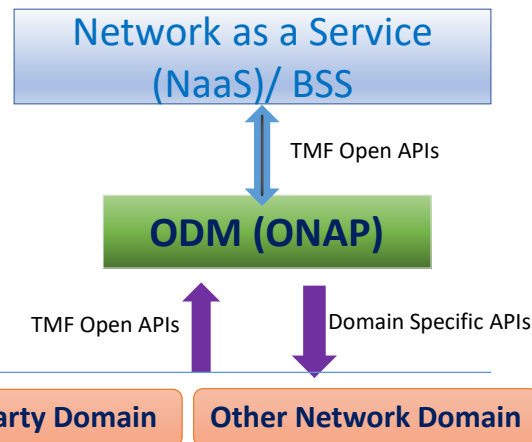 Network as a Service
(NaaS)/ BSS
TMF Open APIs
ODM (ONAP)
TMF Open APIs
Domain Specific APIs
Domain
Other Network Domain